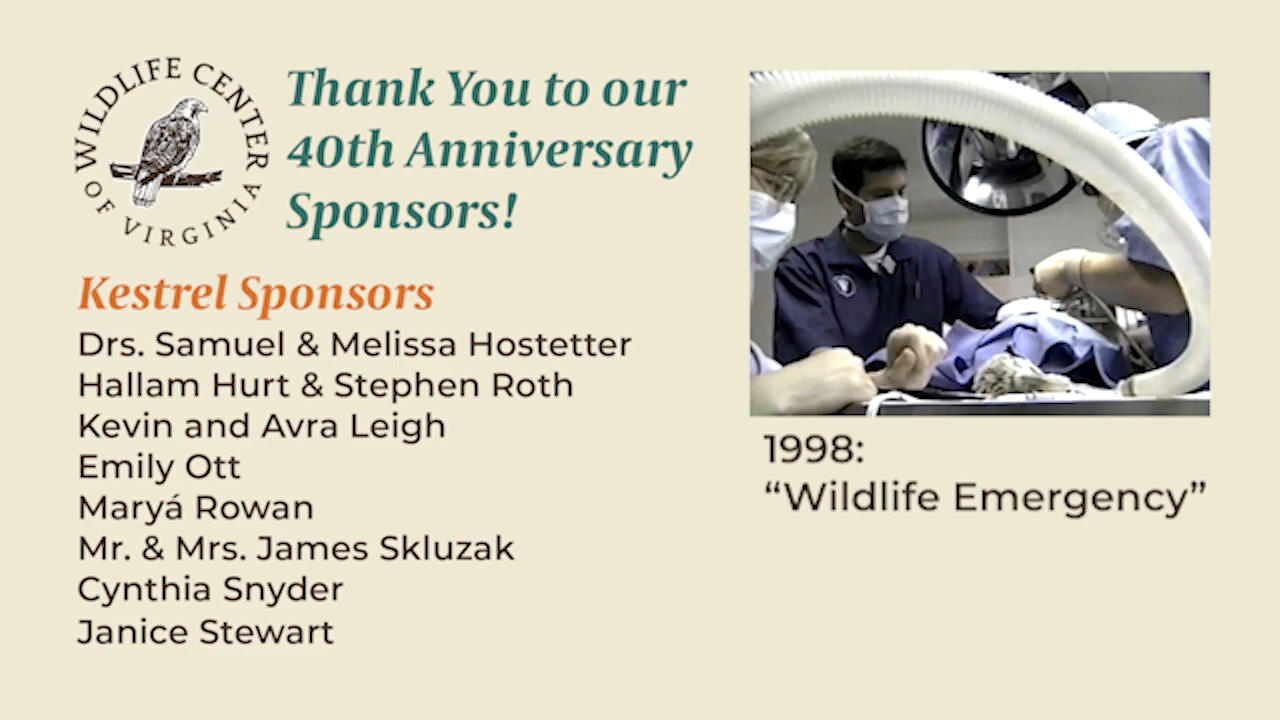 WILDLIFE CENTER
OF VIRGINIA
Thank You to our
40th Anniversary
Sponsors!
Kestrel Sponsors
Drs. Samuel & Melissa Hostetter
Hallam Hurt & Stephen Roth
Kevin and Avra Leigh
Emily Ott
Maryá Rowan
Mr. & Mrs. James Skluzak
Cynthia Snyder
Janice Stewart
1998:
“Wildlife Emergency”